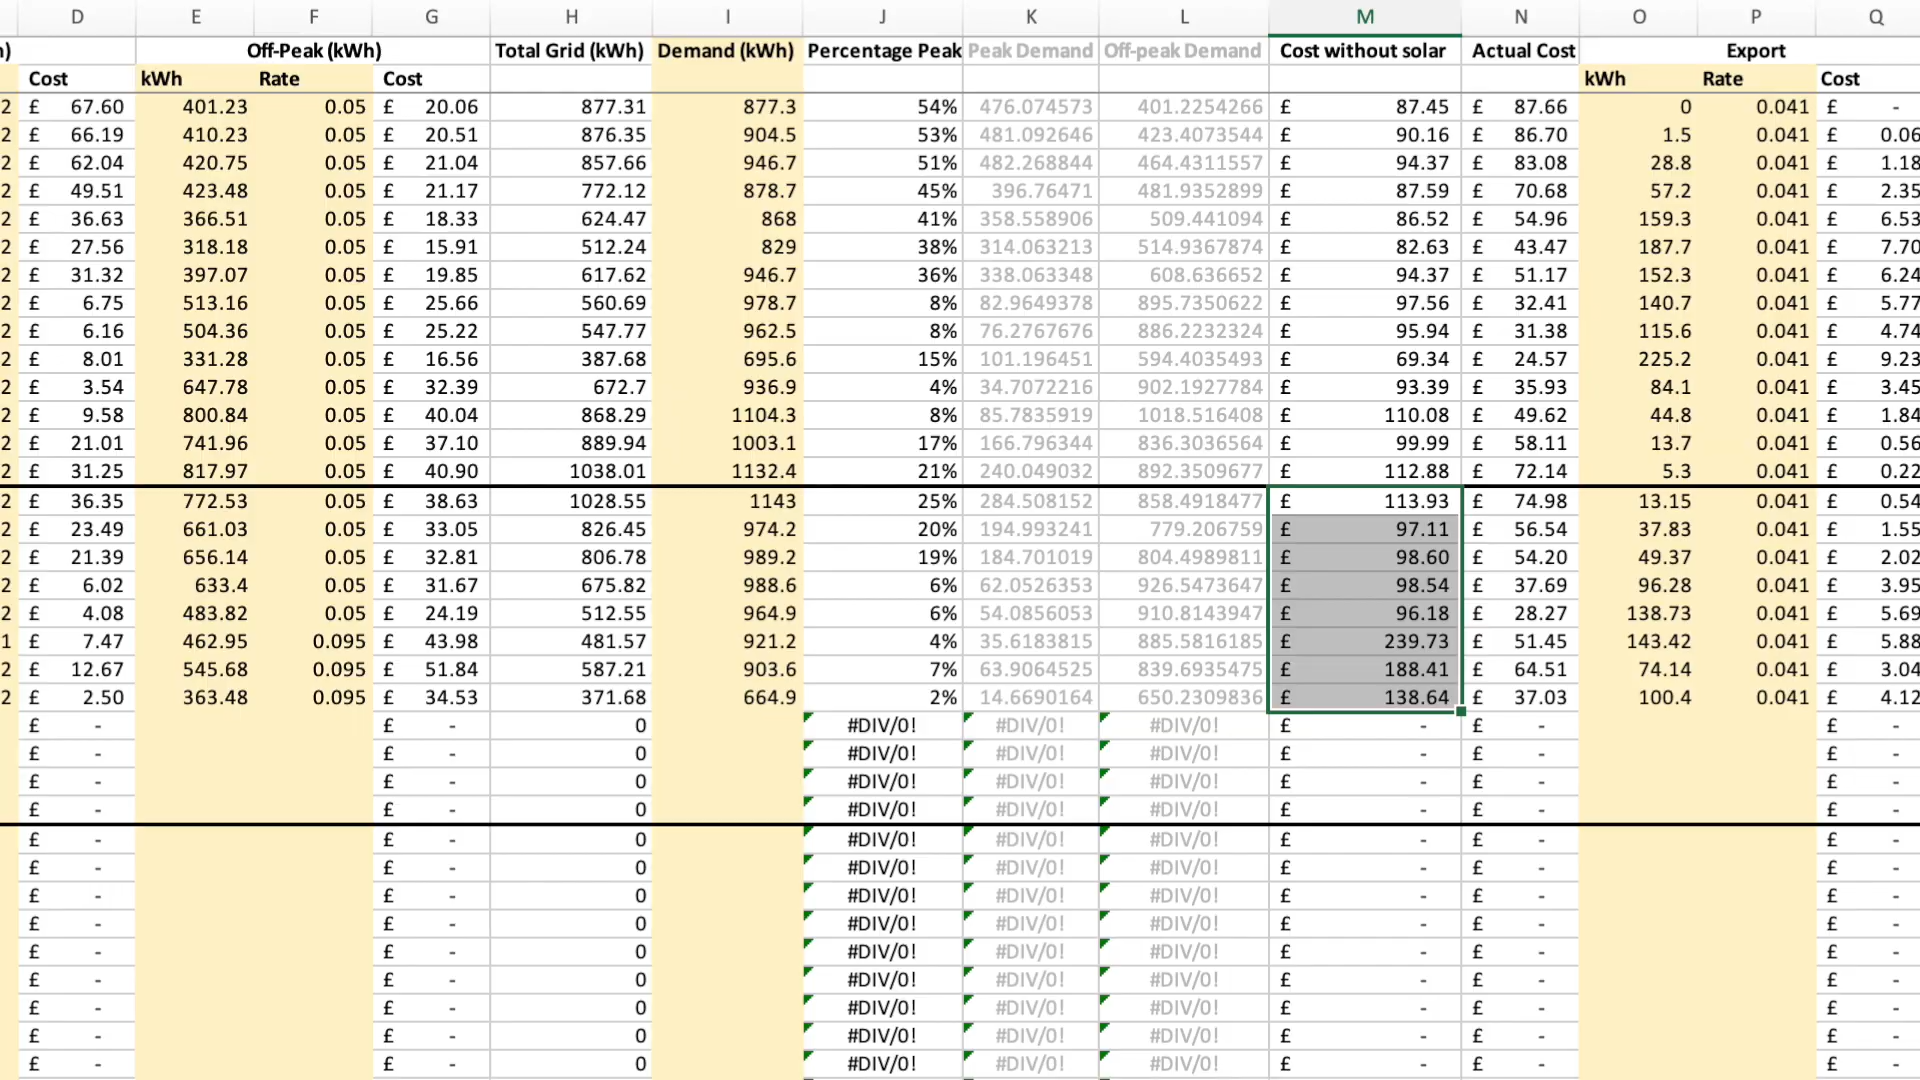 D E F G H I J K L M N O P Q
) Off-Peak (kWh) Total Grid (kWh) Demand (kWh) Percentage Peak Peak Demand Off-peak Demand Cost without solar Actual Cost Export
Cost kWh Rate Cost kWh Rate Cost
2 £ 67.60 401.23 0.05 £ 20.06 877.31 877.3 54% 476.074573 401.2254266 £ 87.45 £ 87.66 0 0.041 £ -
2 £ 66.19 410.23 0.05 £ 20.51 876.35 904.5 53% 481.092646 423.4073544 £ 90.16 £ 86.70 1.5 0.041 £ 0.06
2 £ 62.04 420.75 0.05 £ 21.04 857.66 946.7 51% 482.268844 464.4311557 £ 94.37 £ 83.08 28.8 0.041 £ 1.18
2 £ 49.51 423.48 0.05 £ 21.17 772.12 878.7 45% 396.76471 481.9352899 £ 87.59 £ 70.68 57.2 0.041 £ 2.35
2 £ 36.63 366.51 0.05 £ 18.33 624.47 868 41% 358.558906 509.441094 £ 86.52 £ 54.96 159.3 0.041 £ 6.53
2 £ 27.56 318.18 0.05 £ 15.91 512.24 829 38% 314.063213 514.9367874 £ 82.63 £ 43.47 187.7 0.041 £ 7.70
2 £ 31.32 397.07 0.05 £ 19.85 617.62 946.7 36% 338.063348 608.636652 £ 94.37 £ 51.17 152.3 0.041 £ 6.24
2 £ 6.75 513.16 0.05 £ 25.66 560.69 978.7 8% 82.9649378 895.7350622 £ 97.56 £ 32.41 140.7 0.041 £ 5.77
2 £ 6.16 504.36 0.05 £ 25.22 547.77 962.5 8% 76.2767676 886.2232324 £ 95.94 £ 31.38 115.6 0.041 £ 4.74
2 £ 8.01 331.28 0.05 £ 16.56 387.68 695.6 15% 101.196451 594.4035493 £ 69.34 £ 24.57 225.2 0.041 £ 9.23
2 £ 3.54 647.78 0.05 £ 32.39 672.7 936.9 4% 34.7072216 902.1927784 £ 93.39 £ 35.93 84.1 0.041 £ 3.45
2 £ 9.58 800.84 0.05 £ 40.04 868.29 1104.3 8% 85.7835919 1018.516408 £ 110.08 £ 49.62 44.8 0.041 £ 1.84
2 £ 21.01 741.96 0.05 £ 37.10 889.94 1003.1 17% 166.796344 836.3036564 £ 99.99 £ 58.11 13.7 0.041 £ 0.56
2 £ 31.25 817.97 0.05 £ 40.90 1038.01 1132.4 21% 240.049032 892.3509677 £ 112.88 £ 72.14 5.3 0.041 £ 0.22
2 £ 36.35 772.53 0.05 £ 38.63 1028.55 1143 25% 284.508152 858.4918477 £ 113.93 £ 74.98 13.15 0.041 £ 0.54
2 £ 23.49 661.03 0.05 £ 33.05 826.45 974.2 20% 194.993241 779.206759 £ 97.11 £ 56.54 37.83 0.041 £ 1.55
2 £ 21.39 656.14 0.05 £ 32.81 806.78 989.2 19% 184.701019 804.4989811 £ 98.60 £ 54.20 49.37 0.041 £ 2.02
2 £ 6.02 633.4 0.05 £ 31.67 675.82 988.6 6% 62.0526353 926.5473647 £ 98.54 £ 37.69 96.28 0.041 £ 3.95
2 £ 4.08 483.82 0.05 £ 24.19 512.55 964.9 6% 54.0856053 910.8143947 £ 96.18 £ 28.27 138.73 0.041 £ 5.69
1 £ 7.47 462.95 0.095 £ 43.98 481.57 921.2 4% 35.6183815 885.5816185 £ 239.73 £ 51.45 143.42 0.041 £ 5.88
2 £ 12.67 545.68 0.095 £ 51.84 587.21 903.6 7% 63.9064525 839.6935475 £ 188.41 £ 64.51 74.14 0.041 £ 3.04
2 £ 2.50 363.48 0.095 £ 34.53 371.68 664.9 2% 14.6690164 650.2309836 £ 138.64 £ 37.03 100.4 0.041 £ 4.12
£ - £ - 0 #DIV/0! #DIV/0! #DIV/0! £ - £ - £ -
£ - £ - 0 #DIV/0! #DIV/0! #DIV/0! £ - £ - £ -
£ - £ - 0 #DIV/0! #DIV/0! #DIV/0! £ - £ - £ -
£ - £ - 0 #DIV/0! #DIV/0! #DIV/0! £ - £ - £ -
£ - £ - 0 #DIV/0! #DIV/0! #DIV/0! £ - £ - £ -
£ - £ - 0 #DIV/0! #DIV/0! #DIV/0! £ - £ - £ -
£ - £ - 0 #DIV/0! #DIV/0! #DIV/0! £ - £ - £ -
£ - £ - 0 #DIV/0! #DIV/0! #DIV/0! £ - £ - £ -
£ - £ - 0 #DIV/0! #DIV/0! #DIV/0! £ - £ - £ -
£ - £ - 0 #DIV/0! #DIV/0! #DIV/0! £ - £ - £ -
£ - £ - 0 #DIV/0! #DIV/0! #DIV/0! £ - £ - £ -
£ - £ - 0 #DIV/0! #DIV/0! #DIV/0! £ - £ - £ -
£ - £ - 0 #DIV/0! #DIV/0! #DIV/0! £ - £ - £ -